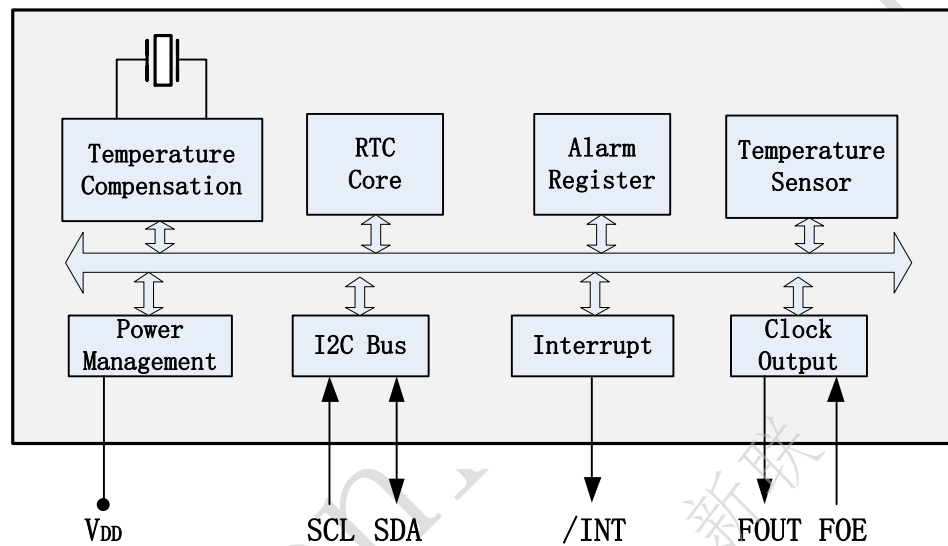 Temperature
Compensation
RTC
Core
Alarm
Register
Temperature
Sensor
Power
Management
I2C Bus
Interrupt
Clock
Output
VDD
SCL SDA
/INT
FOUT FOE
新联